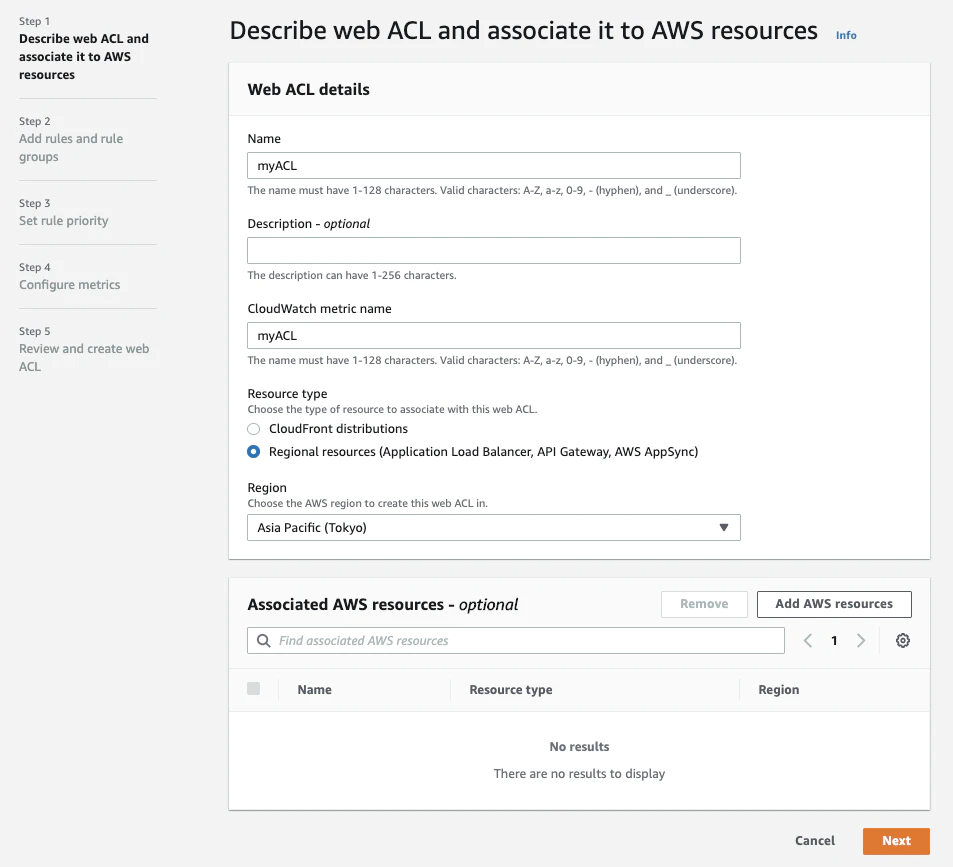 Step 1
Describe web ACL and
associate it to AWS
resources
Step 2
Add rules and rule
groups
Step 3
Set rule priority
Step 4
Configure metrics
Step 5
Review and create web
ACL
Describe web ACL and associate it to AWS resources Info
Web ACL details
Name
myACL
The name must have 1-128 characters. Valid characters: A-Z, a-z, 0-9, - (hyphen), and _ (underscore).
Description - optional
The description can have 1-256 characters.
CloudWatch metric name
myACL
The name must have 1-128 characters. Valid characters: A-Z, a-z, 0-9, - (hyphen), and _ (underscore).
Resource type
Choose the type of resource to associate with this web ACL.
CloudFront distributions
Regional resources (Application Load Balancer, API Gateway, AWS AppSync)
Region
Choose the AWS region to create this web ACL in.
Asia Pacific (Tokyo)
Associated AWS resources - optional Remove Add AWS resources
Find associated AWS resources 1
Name Resource type Region
No results
There are no results to display
Cancel Next